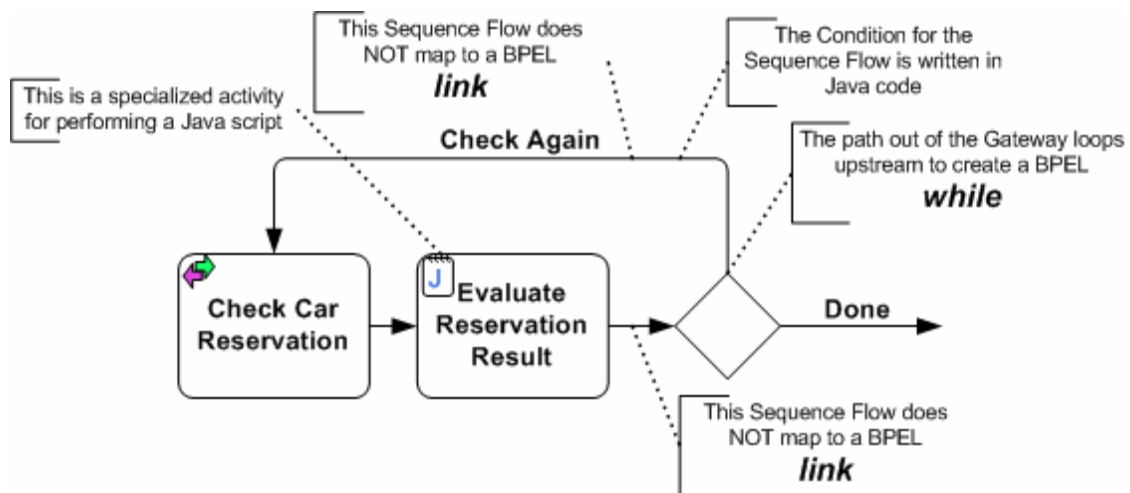 This Sequence Flow does
NOT map to a BPEL
link
The Condition for the
Sequence Flow is written in
Java code
This is a specialized activity
for performing a Java script
Check Again
The path out of the Gateway loops
upstream to create a BPEL
while
Check Car
Reservation
J
Evaluate
Reservation
Result
Done
This Sequence Flow does
NOT map to a BPEL
link